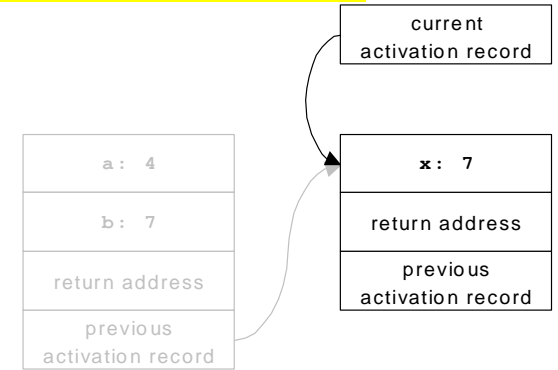 current
activation record
a: 4
b: 7
return address
previous
activation record
x: 7
return address
previous
activation record